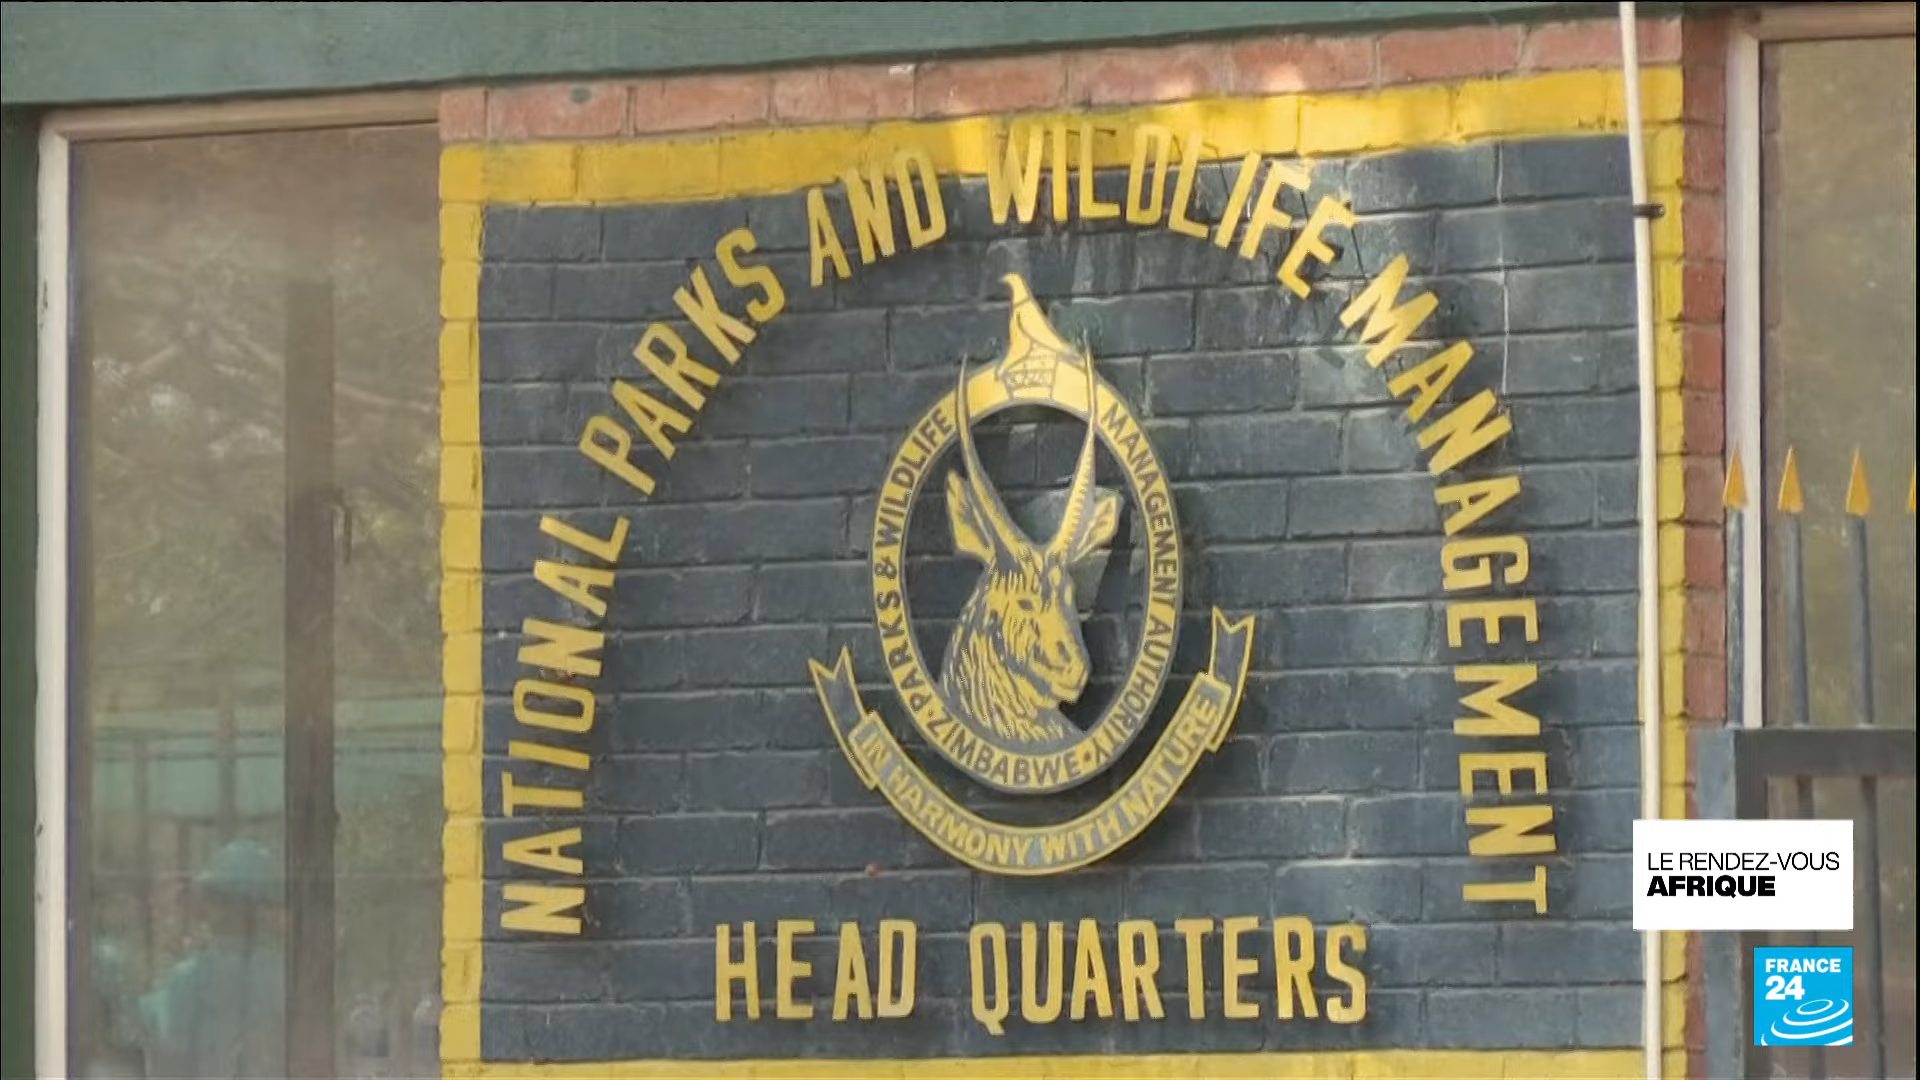 NATIONAL PARKS AND WILDLIFE MANAGEMENT
PARKS & WILDLIFE MANAGEMENT AUTHORITY
ZIMBABWE
IN HARMONY WITH NATURE
HEAD QUARTERS
LE RENDEZ-VOUS
AFRIQUE
FRANCE
24